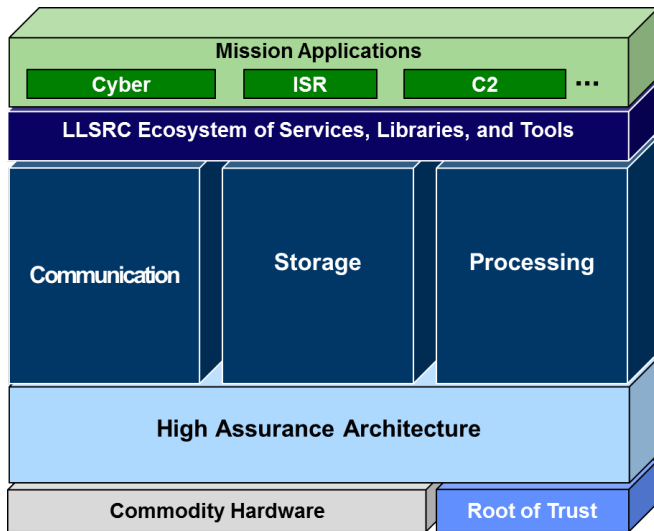 Mission Applications
Cyber
ISR
C2
...
LLSRC Ecosystem of Services, Libraries, and Tools
Communication
Storage
Processing
High Assurance Architecture
Commodity Hardware
Root of Trust